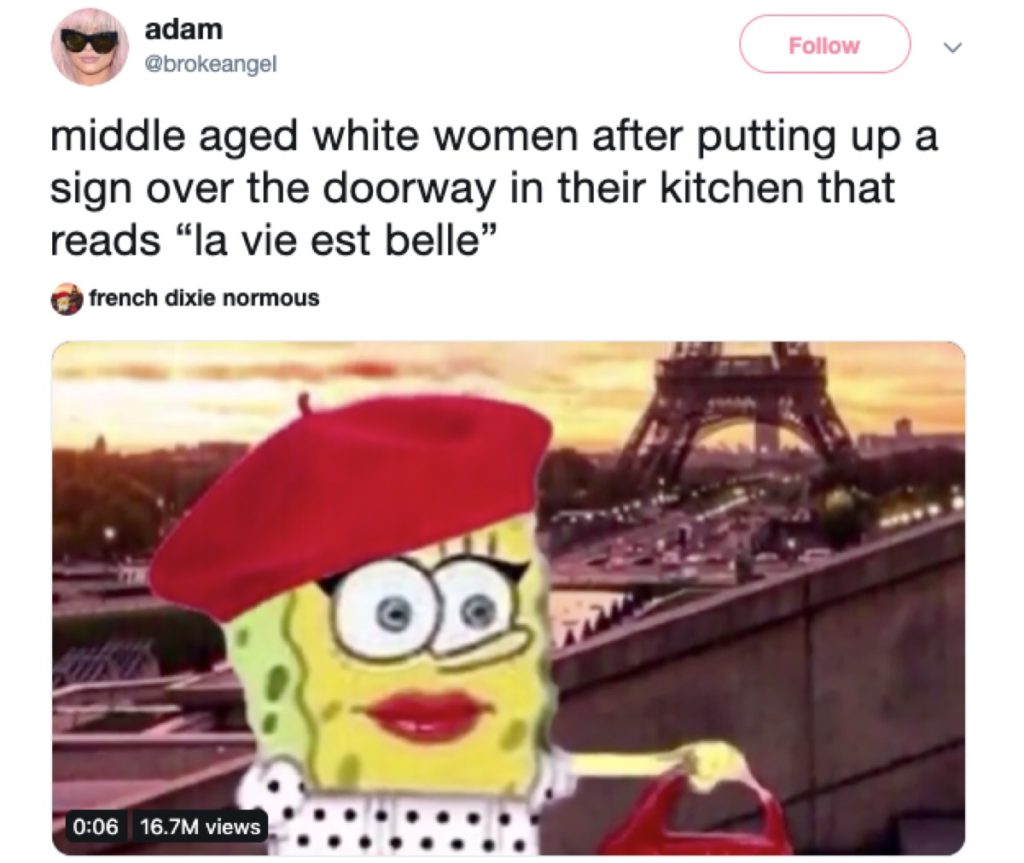 adam
@brokeangel
Follow
middle aged white women after putting up a
sign over the doorway in their kitchen that
reads “la vie est belle”
french dixie normous
0:06 16.7M views